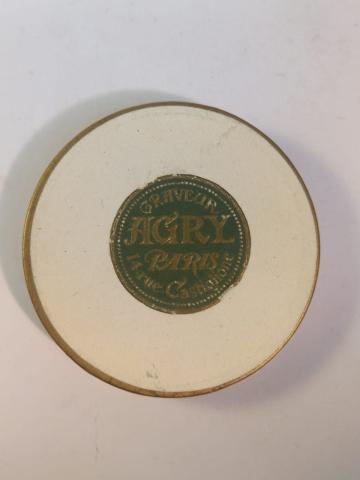 GRAVEUR
AGRY
PARIS
14 rue Castiglione